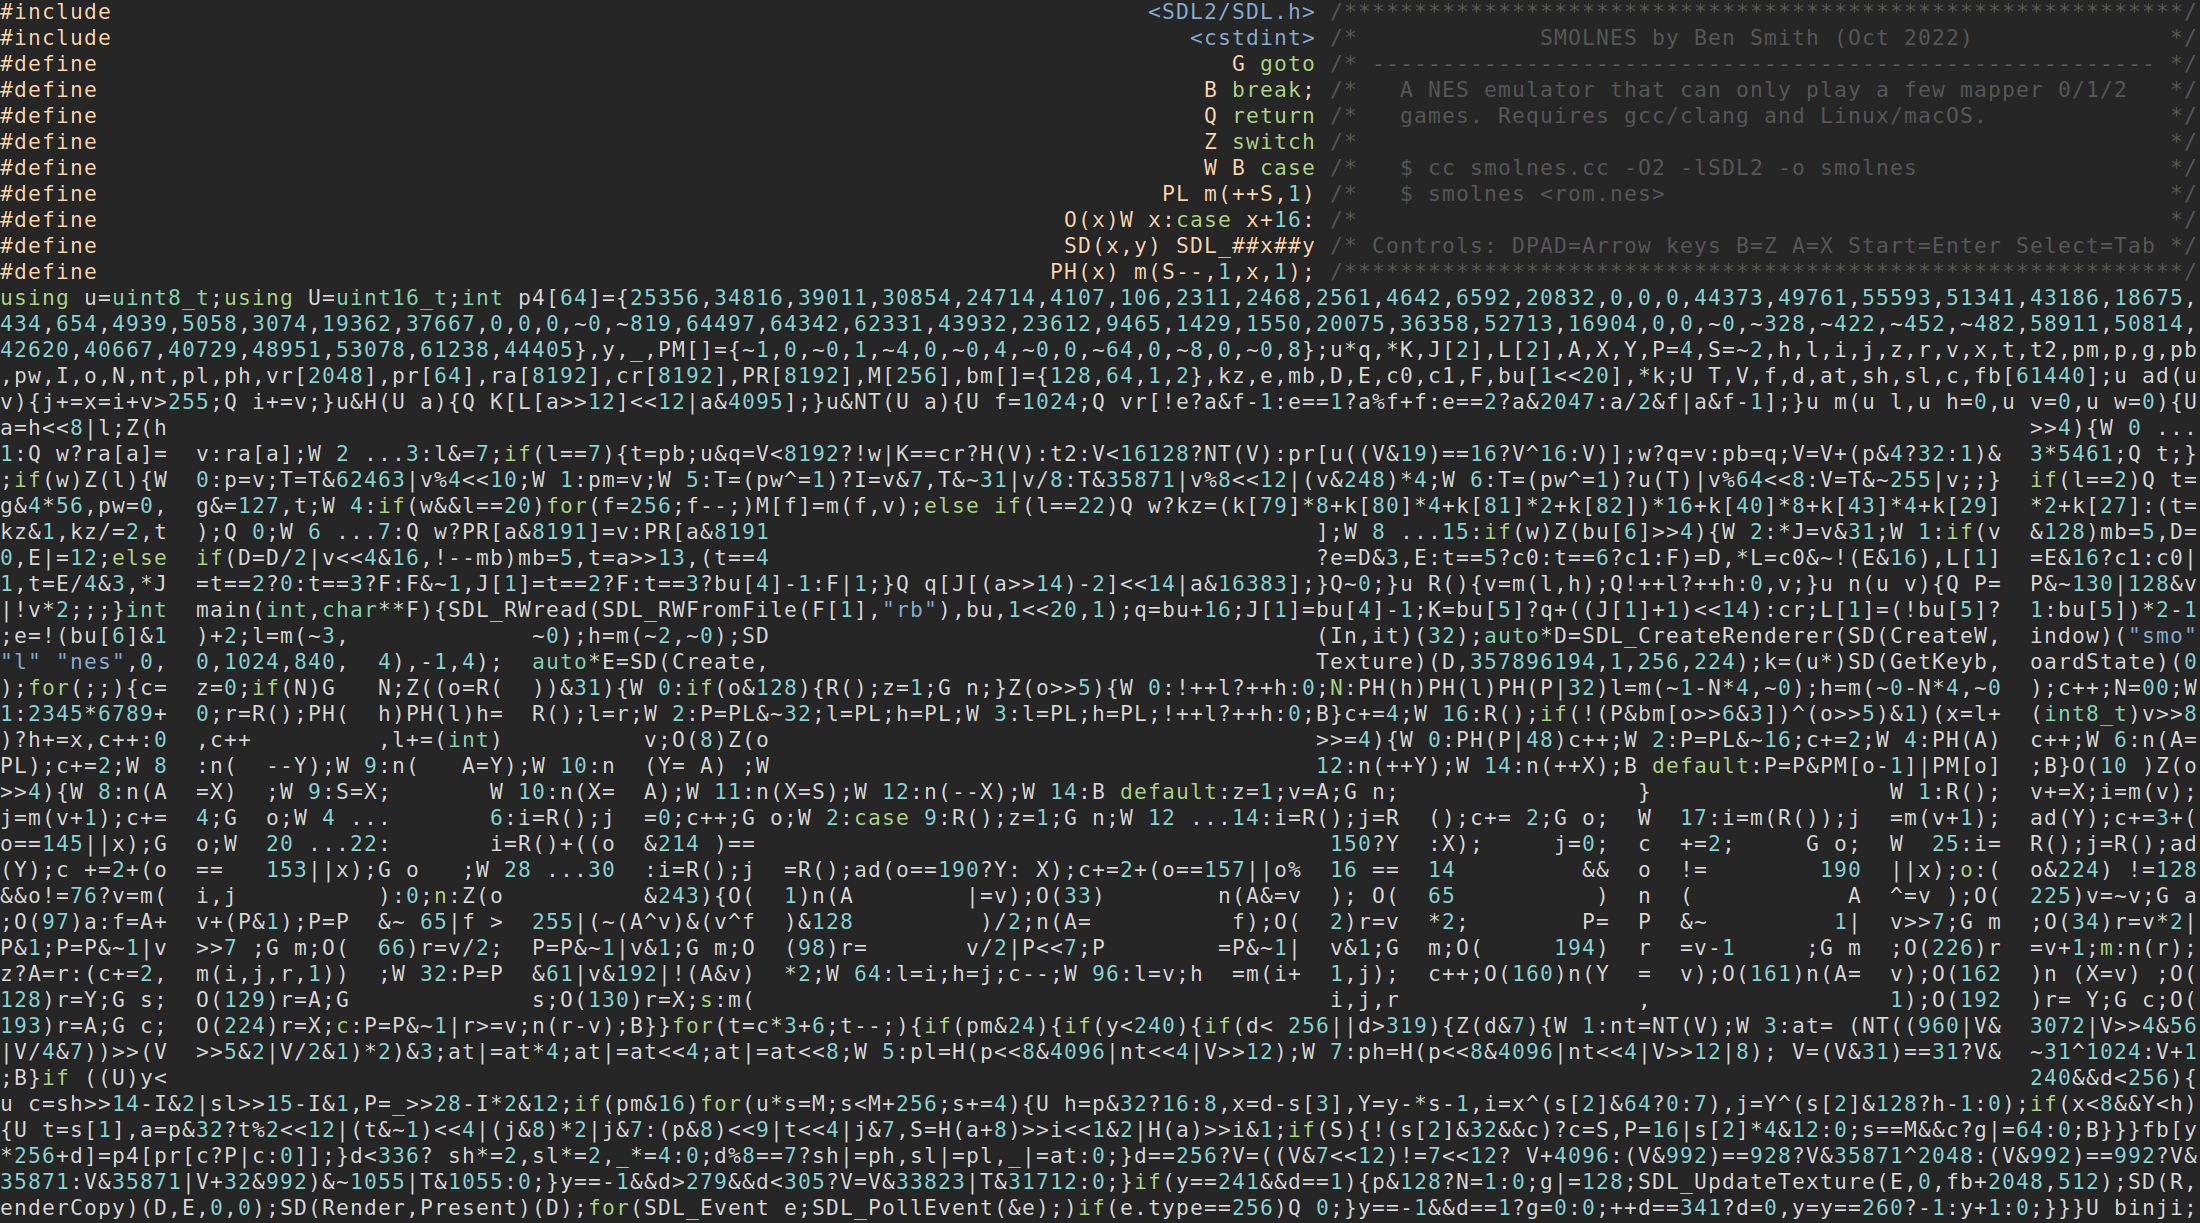 #include <SDL2/SDL.h> /************************************************************/
#include <cstdint> /* SMOLNES by Ben Smith (Oct 2022) */
#define G goto /* -------------------------------------------------------- */
#define B break; /* A NES emulator that can only play a few mapper 0/1/2 */
#define Q return /* games. Requires gcc/clang and Linux/macOS. */
#define Z switch /* */
#define W B case /* $ cc smolnes.cc -O2 -lSDL2 -o smolnes */
#define PL m(++S,1) /* $ smolnes <rom.nes> */
#define O(x)W x:case x+16: /* */
#define SD(x,y) SDL_##x##y /* Controls: DPAD=Arrow keys B=Z A=X Start=Enter Select=Tab */
#define PH(x) m(S--,1,x,1); /************************************************************/
using u=uint8_t;using U=uint16_t;int p4[64]={25356,34816,39011,30854,24714,4107,106,2311,2468,2561,4642,6592,20832,0,0,0,44373,49761,55593,51341,43186,18675,
434,654,4939,5058,3074,19362,37667,0,0,0,~0,~819,64497,64342,62331,43932,23612,9465,1429,1550,20075,36358,52713,16904,0,0,~0,~328,~422,~452,~482,58911,50814,
42620,40667,40729,48951,53078,61238,44405},y,_,PM[]={~1,0,~0,1,~4,0,~0,4,~0,0,~64,0,~8,0,~0,8};u*q,*K,J[2],L[2],A,X,Y,P=4,S=~2,h,l,i,j,z,r,v,x,t,t2,pm,p,g,pb
,pw,I,o,N,nt,pl,ph,vr[2048],pr[64],ra[8192],cr[8192],PR[8192],M[256],bm[]={128,64,1,2},kz,e,mb,D,E,c0,c1,F,bu[1<<20],*k;U T,V,f,d,at,sh,sl,c,fb[61440];u ad(u
v){j+=x=i+v>255;Q i+=v;}u&H(U a){Q K[L[a>>12]<<12|a&4095];}u&NT(U a){U f=1024;Q vr[!e?a&f-1:e==1?a%f+f:e==2?a&2047:a/2&f|a&f-1];}u m(u l,u h=0,u v=0,u w=0){U
a=h<<8|l;Z(h >>4){W 0 ...
1:Q w?ra[a]= v:ra[a];W 2 ...3:l&=7;if(l==7){t=pb;u&q=V<8192?!w|K==cr?H(V):t2:V<16128?NT(V):pr[u((V&19)==16?V^16:V)];w?q=v:pb=q;V=V+(p&4?32:1)& 3*5461;Q t;}
;if(w)Z(l){W 0:p=v;T=T&62463|v%4<<10;W 1:pm=v;W 5:T=(pw^=1)?I=v&7,T&~31|v/8:T&35871|v%8<<12|(v&248)*4;W 6:T=(pw^=1)?u(T)|v%64<<8:V=T&~255|v;;} if(l==2)Q t=
g&4*56,pw=0, g&=127,t;W 4:if(w&&l==20)for(f=256;f--;)M[f]=m(f,v);else if(l==22)Q w?kz=(k[79]*8+k[80]*4+k[81]*2+k[82])*16+k[40]*8+k[43]*4+k[29] *2+k[27]:(t=
kz&1,kz/=2,t );Q 0;W 6 ...7:Q w?PR[a&8191]=v:PR[a&8191 ];W 8 ...15:if(w)Z(bu[6]>>4){W 2:*J=v&31;W 1:if(v &128)mb=5,D=
0,E|=12;else if(D=D/2|v<<4&16,!--mb)mb=5,t=a>>13,(t==4 ?e=D&3,E:t==5?c0:t==6?c1:F)=D,*L=c0&~!(E&16),L[1] =E&16?c1:c0|
1,t=E/4&3,*J =t==2?0:t==3?F:F&~1,J[1]=t==2?F:t==3?bu[4]-1:F|1;}Q q[J[(a>>14)-2]<<14|a&16383];}Q~0;}u R(){v=m(l,h);Q!++l?++h:0,v;}u n(u v){Q P= P&~130|128&v
|!v*2;;;}int main(int,char**F){SDL_RWread(SDL_RWFromFile(F[1],"rb"),bu,1<<20,1);q=bu+16;J[1]=bu[4]-1;K=bu[5]?q+((J[1]+1)<<14):cr;L[1]=(!bu[5]? 1:bu[5])*2-1
;e=!(bu[6]&1 )+2;l=m(~3, ~0);h=m(~2,~0);SD (In,it)(32);auto*D=SDL_CreateRenderer(SD(CreateW, indow)("smo"
"l" "nes",0, 0,1024,840, 4),-1,4); auto*E=SD(Create, Texture)(D,357896194,1,256,224);k=(u*)SD(GetKeyb, oardState)(0
);for(;;){c= z=0;if(N)G N;Z((o=R( ))&31){W 0:if(o&128){R();z=1;G n;}Z(o>>5){W 0:!++l?++h:0;N:PH(h)PH(l)PH(P|32)l=m(~1-N*4,~0);h=m(~0-N*4,~0 );c++;N=00;W
1:2345*6789+ 0;r=R();PH( h)PH(l)h= R();l=r;W 2:P=PL&~32;l=PL;h=PL;W 3:l=PL;h=PL;!++l?++h:0;B}c+=4;W 16:R();if(!(P&bm[o>>6&3])^(o>>5)&1)(x=l+ (int8_t)v>>8
)?h+=x,c++:0 ,c++ ,l+=(int) v;O(8)Z(o >>=4){W 0:PH(P|48)c++;W 2:P=PL&~16;c+=2;W 4:PH(A) c++;W 6:n(A=
PL);c+=2;W 8 :n( --Y);W 9:n( A=Y);W 10:n (Y= A) ;W 12:n(++Y);W 14:n(++X);B default:P=P&PM[o-1]|PM[o] ;B}O(10 )Z(o
>>4){W 8:n(A =X) ;W 9:S=X; W 10:n(X= A);W 11:n(X=S);W 12:n(--X);W 14:B default:z=1;v=A;G n; } W 1:R(); v+=X;i=m(v);
j=m(v+1);c+= 4;G o;W 4 ... 6:i=R();j =0;c++;G o;W 2:case 9:R();z=1;G n;W 12 ...14:i=R();j=R ();c+= 2;G o; W 17:i=m(R());j =m(v+1); ad(Y);c+=3+(
o==145||x);G o;W 20 ...22: i=R()+((o &214 )== 150?Y :X); j=0; c +=2; G o; W 25:i= R();j=R();ad
(Y);c +=2+(o == 153||x);G o ;W 28 ...30 :i=R();j =R();ad(o==190?Y: X);c+=2+(o==157||o% 16 == 14 && o != 190 ||x);o:( o&224) !=128
&&o!=76?v=m( i,j ):0;n:Z(o &243){O( 1)n(A |=v);O(33) n(A&=v ); O( 65 ) n ( A ^=v );O( 225)v=~v;G a
;O(97)a:f=A+ v+(P&1);P=P &~ 65|f > 255|(~(A^v)&(v^f )&128 )/2;n(A= f);O( 2)r=v *2; P= P &~ 1| v>>7;G m ;O(34)r=v*2|
P&1;P=P&~1|v >>7 ;G m;O( 66)r=v/2; P=P&~1|v&1;G m;O (98)r= v/2|P<<7;P =P&~1| v&1;G m;O( 194) r =v-1 ;G m ;O(226)r =v+1;m:n(r);
z?A=r:(c+=2, m(i,j,r,1)) ;W 32:P=P &61|v&192|!(A&v) *2;W 64:l=i;h=j;c--;W 96:l=v;h =m(i+ 1,j); c++;O(160)n(Y = v);O(161)n(A= v);O(162 )n (X=v) ;O(
128)r=Y;G s; O(129)r=A;G s;O(130)r=X;s:m( i,j,r , 1);O(192 )r= Y;G c;O(
193)r=A;G c; O(224)r=X;c:P=P&~1|r>=v;n(r-v);B}}for(t=c*3+6;t--;){if(pm&24){if(y<240){if(d< 256||d>319){Z(d&7){W 1:nt=NT(V);W 3:at= (NT((960|V& 3072|V>>4&56
|V/4&7))>>(V >>5&2|V/2&1)*2)&3;at|=at*4;at|=at<<4;at|=at<<8;W 5:pl=H(p<<8&4096|nt<<4|V>>12);W 7:ph=H(p<<8&4096|nt<<4|V>>12|8); V=(V&31)==31?V& ~31^1024:V+1
;B}if ((U)y< 240&&d<256){
u c=sh>>14-I&2|sl>>15-I&1,P=_>>28-I*2&12;if(pm&16)for(u*s=M;s<M+256;s+=4){U h=p&32?16:8,x=d-s[3],Y=y-*s-1,i=x^(s[2]&64?0:7),j=Y^(s[2]&128?h-1:0);if(x<8&&Y<h)
{U t=s[1],a=p&32?t%2<<12|(t&~1)<<4|(j&8)*2|j&7:(p&8)<<9|t<<4|j&7,S=H(a+8)>>i<<1&2|H(a)>>i&1;if(S){!(s[2]&32&&c)?c=S,P=16|s[2]*4&12:0;s==M&&c?g|=64:0;B}}}fb[y
*256+d]=p4[pr[c?P|c:0]];}d<336? sh*=2,sl*=2,_*=4:0;d%8==7?sh|=ph,sl|=pl,_|=at:0;}d==256?V=((V&7<<12)!=7<<12? V+4096:(V&992)==928?V&35871^2048:(V&992)==992?V&
35871:V&35871|V+32&992)&~1055|T&1055:0;}y==-1&&d>279&&d<305?V=V&33823|T&31712:0;}if(y==241&&d==1){p&128?N=1:0;g|=128;SDL_UpdateTexture(E,0,fb+2048,512);SD(R,
enderCopy)(D,E,0,0);SD(Render,Present)(D);for(SDL_Event e;SDL_PollEvent(&e);)if(e.type==256)Q 0;}y==-1&&d==1?g=0:0;++d==341?d=0,y=y==260?-1:y+1:0;}}}U binji;